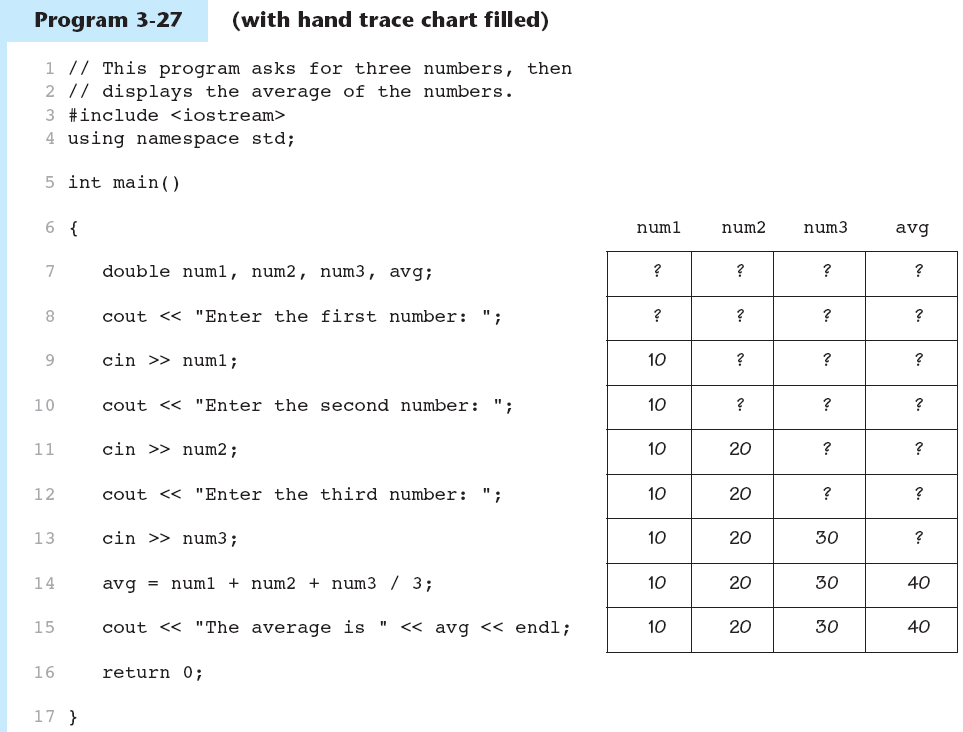 Program 3-27 (with hand trace chart filled)
1 // This program asks for three numbers, then
2 // displays the average of the numbers.
3 #include <iostream>
4 using namespace std;
5 int main()
6 { num1 num2 num3 avg
7 double num1, num2, num3, avg; ? ? ? ?
8 cout << "Enter the first number: "; ? ? ? ?
9 cin >> num1; 10 ? ? ?
10 cout << "Enter the second number: "; 10 ? ? ?
11 cin >> num2; 10 20 ? ?
12 cout << "Enter the third number: "; 10 20 ? ?
13 cin >> num3; 10 20 30 ?
14 avg = num1 + num2 + num3 / 3; 10 20 30 40
15 cout << "The average is " << avg << endl; 10 20 30 40
16 return 0;
17 }